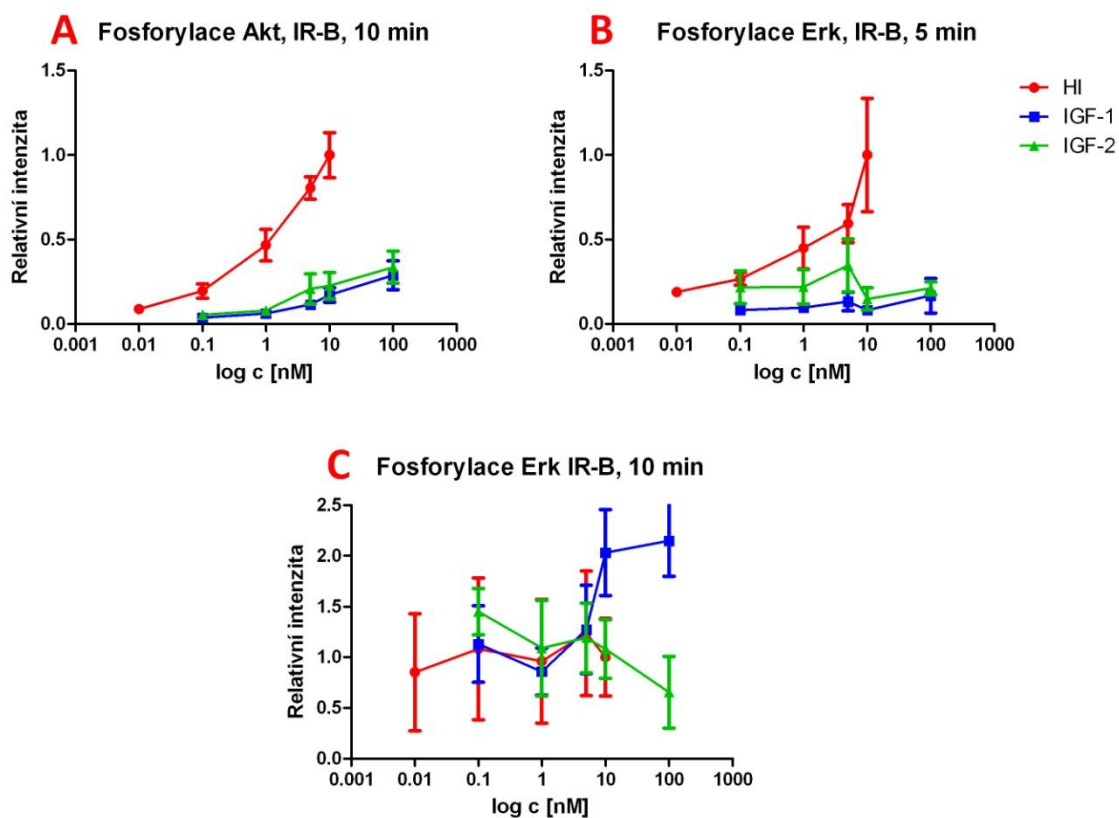 A Fosforylace Akt, IR-B, 10 min
Relativní intenzita
1.5
1.0
0.5
0.0
0.001 0.01 0.1 1 10 100 1000
log c [nM]
B Fosforylace Erk, IR-B, 5 min
Relativní intenzita
1.5
1.0
0.5
0.0
0.001 0.01 0.1 1 10 100 1000
log c [nM]
HI
IGF-1
IGF-2
C Fosforylace Erk IR-B, 10 min
Relativní intenzita
2.5
2.0
1.5
1.0
0.5
0.0
0.001 0.01 0.1 1 10 100 1000
log c [nM]